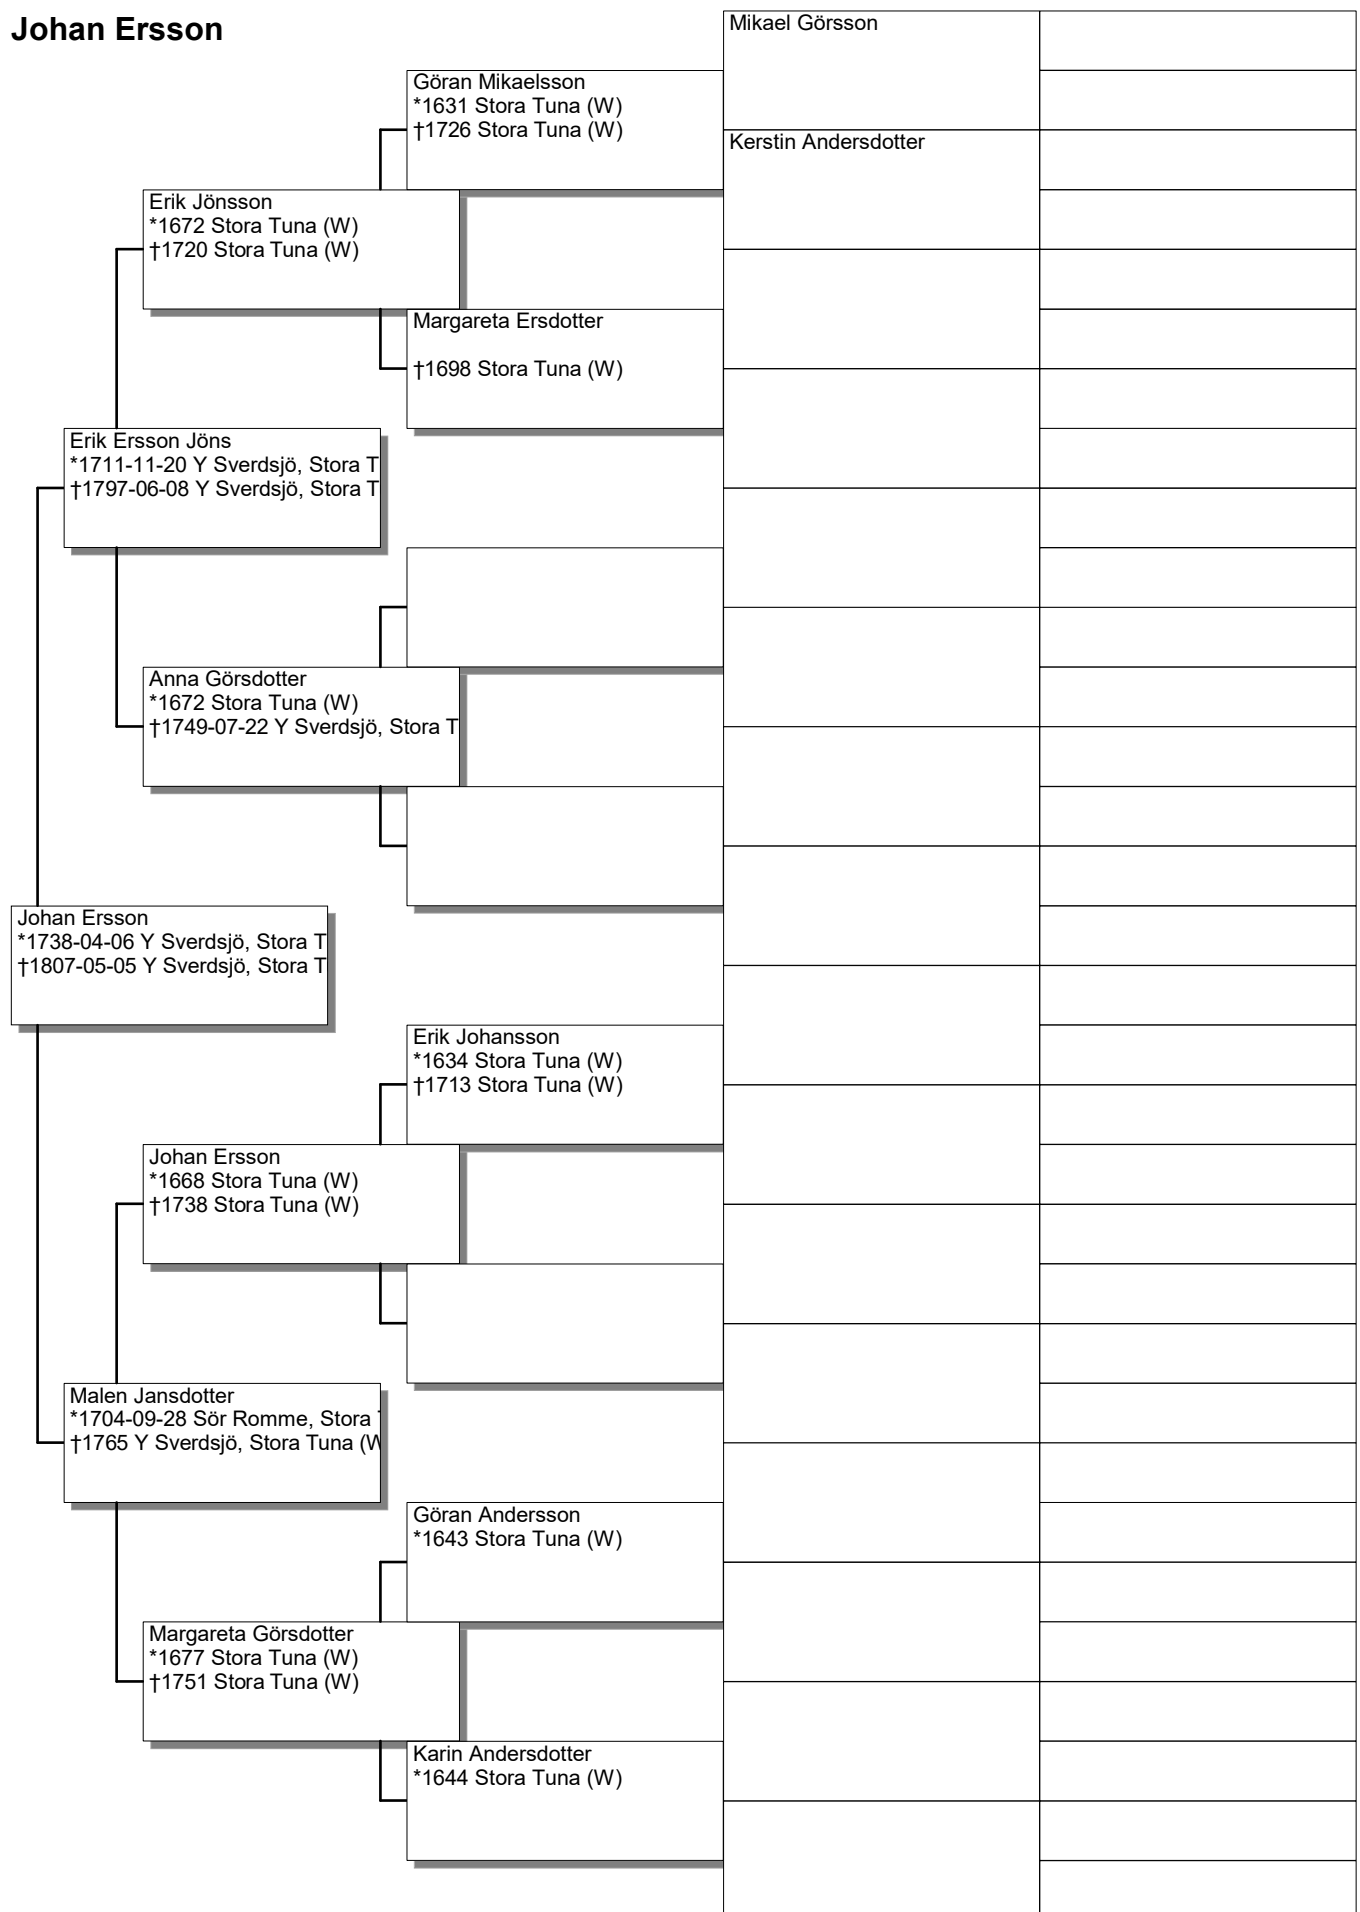 Johan Ersson
Mikael Görsson
Göran Mikaelsson
*1631 Stora Tuna (W)
†1726 Stora Tuna (W)
Kerstin Andersdotter
Erik Jönsson
*1672 Stora Tuna (W)
†1720 Stora Tuna (W)
Margareta Ersdotter
†1698 Stora Tuna (W)
Erik Ersson Jöns
*1711-11-20 Y Sverdsjö, Stora T
†1797-06-08 Y Sverdsjö, Stora T
Anna Görsdotter
*1672 Stora Tuna (W)
†1749-07-22 Y Sverdsjö, Stora T
Johan Ersson
*1738-04-06 Y Sverdsjö, Stora T
†1807-05-05 Y Sverdsjö, Stora T
Erik Johansson
*1634 Stora Tuna (W)
†1713 Stora Tuna (W)
Johan Ersson
*1668 Stora Tuna (W)
†1738 Stora Tuna (W)
Malen Jansdotter
*1704-09-28 Sör Romme, Stora
†1765 Y Sverdsjö, Stora Tuna (W
Göran Andersson
*1643 Stora Tuna (W)
Margareta Görsdotter
*1677 Stora Tuna (W)
†1751 Stora Tuna (W)
Karin Andersdotter
*1644 Stora Tuna (W)